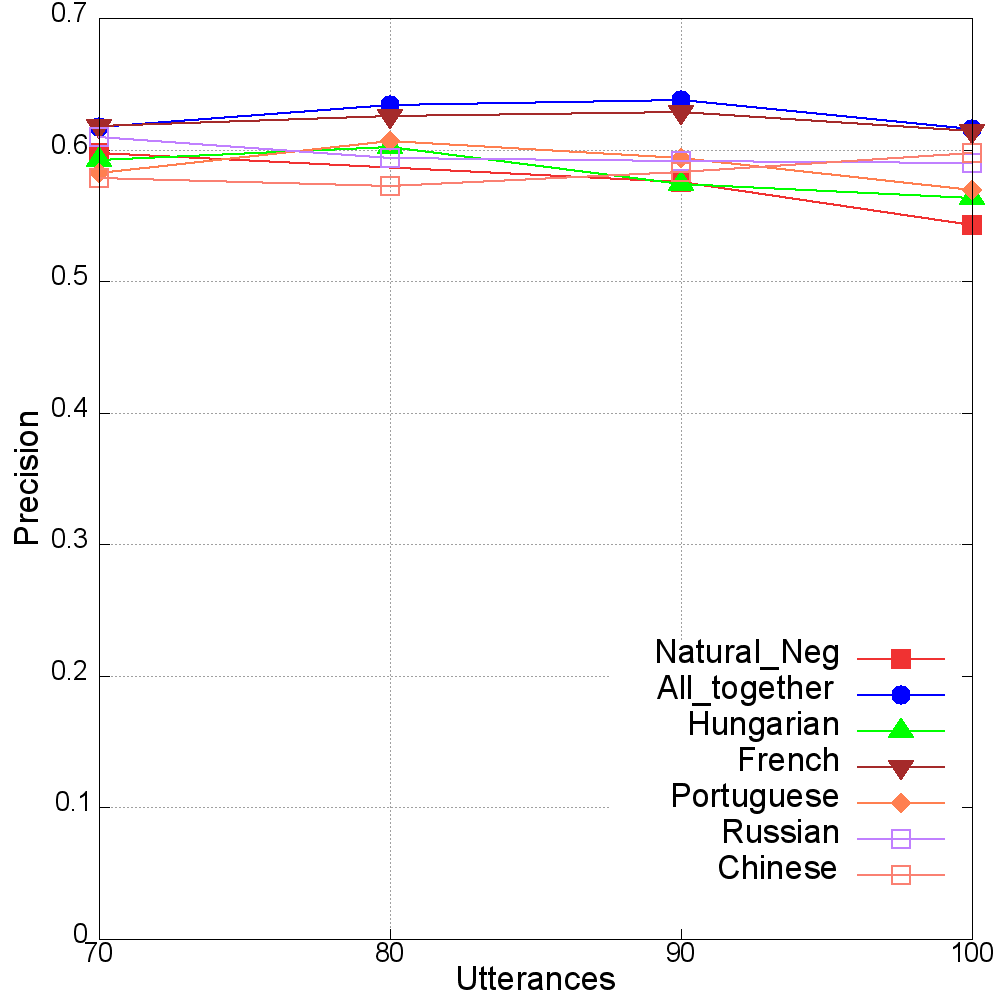 0.7
0.6
0.5
0.4
0.3
0.2
0.1
0
Precision
70 80 90 100
Utterances
Natural_Neg
All_together
Hungarian
French
Portuguese
Russian
Chinese